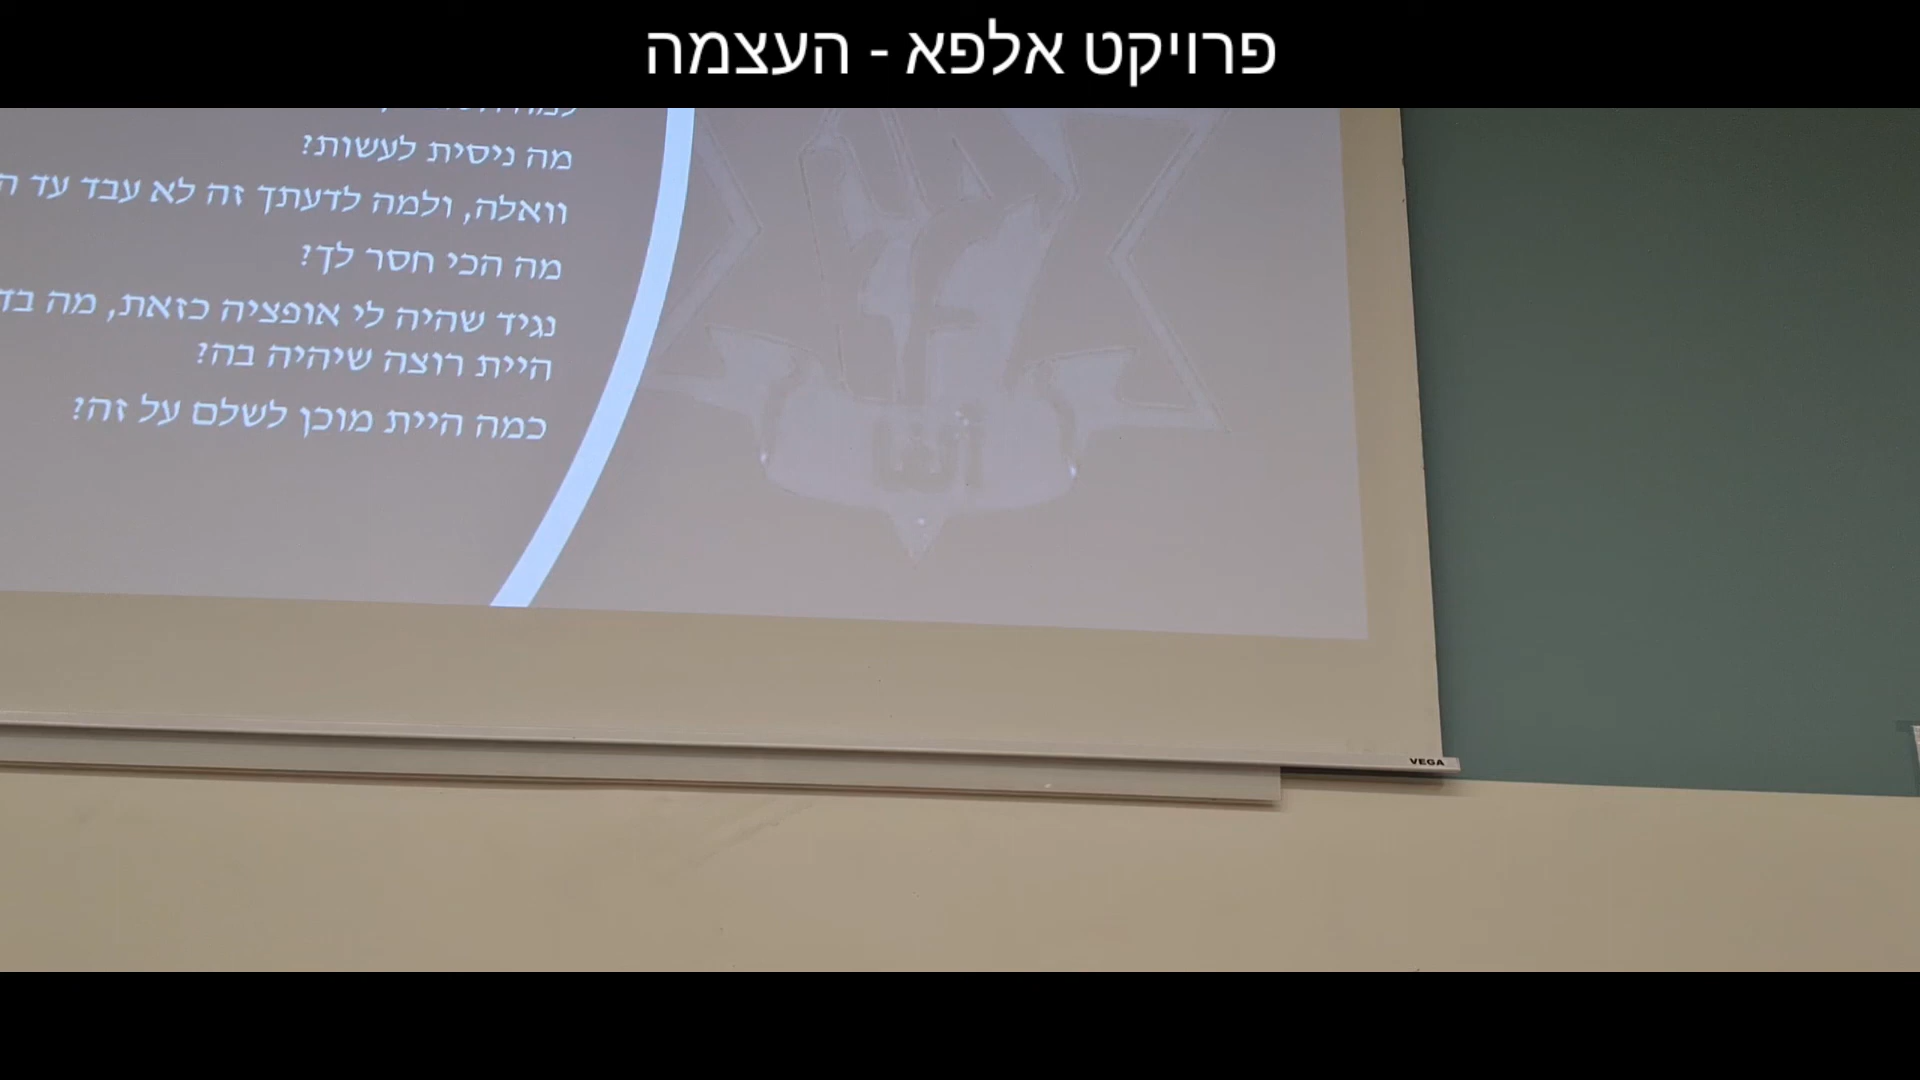 פרויקט אלפא - העצמה
מה ניסית לעשות?
וואלה, ולמה לדעתך זה לא עבד עד
מה הכי חסר לך?
נגיד שהיה לי אופציה כזאת, מה
היית רוצה שיהיה בה?
כמה היית מוכן לשלם על זה?
VEGA